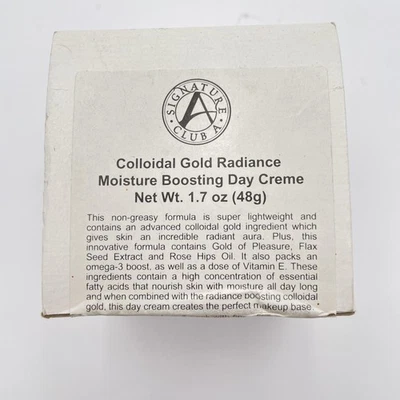 SIGNATURE
A
CLUB A
Colloidal Gold Radiance
Moisture Boosting Day Creme
Net Wt. 1.7 oz (48g)
This non-greasy formula is super lightweight and
contains an advanced colloidal gold ingredient which
gives skin an incredible radiant aura. Plus, this
innovative formula contains Gold of Pleasure, Flax
Seed Extract and Rose Hips Oil. It also packs an
omega-3 boost, as well as a dose of Vitamin E. These
ingredients contain a high concentration of essential
fatty acids that nourish skin with moisture all day long
and when combined with the radiance boosting colloidal
gold, this day cream creates the perfect makeup base.